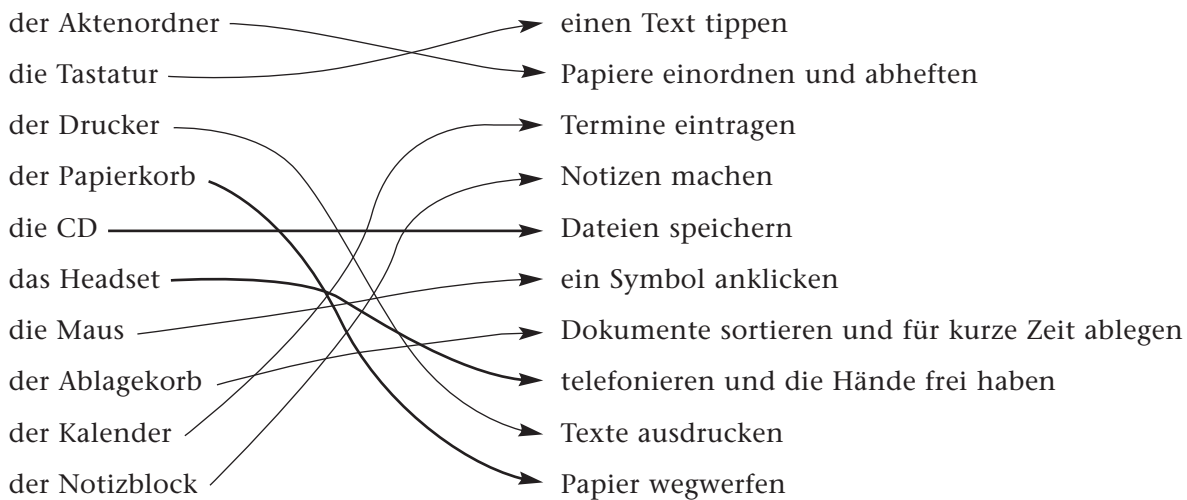 der Aktenordner
die Tastatur
der Drucker
der Papierkorb
die CD
das Headset
die Maus
der Ablagekorb
der Kalender
der Notizblock
einen Text tippen
Papiere einordnen und abheften
Termine eintragen
Notizen machen
Dateien speichern
ein Symbol anklicken
Dokumente sortieren und für kurze Zeit ablegen
telefonieren und die Hände frei haben
Texte ausdrucken
Papier wegwerfen